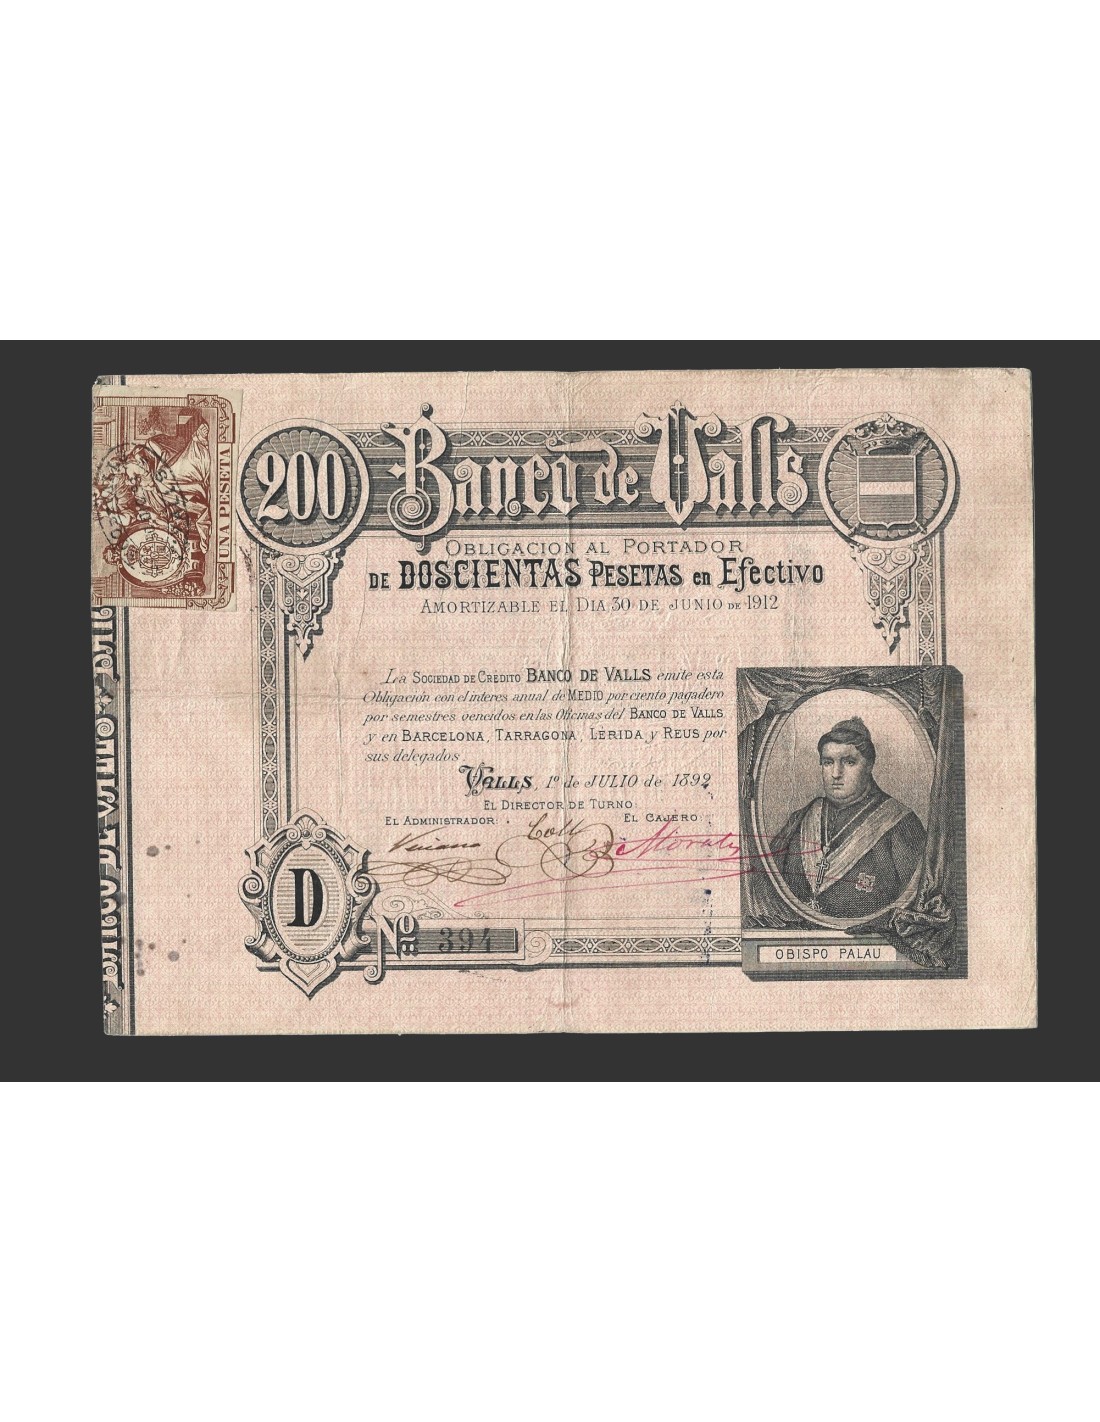 UNA PESETA
200
Banco de Valls
OBLIGACION AL PORTADOR
DE DOSCIENTAS PESETAS en Efectivo
AMORTIZABLE EL DIA 30 DE JUNIO DE 1912
La SOCIEDAD DE CRÉDITO BANCO DE VALLS emite esta
Obligación con el interes anual de MEDIO por ciento pagadero
por semestres vencidos en las Oficinas del BANCO DE VALLS
y en BARCELONA, TARRAGONA, LÉRIDA y REUS por
sus delegados.
VALLS, 1º de JULIO de 1892.
EL DIRECTOR DE TURNO:
EL ADMINISTRADOR: EL CAJERO:
D
Nº 394
OBISPO PALAU
BANCO DE VALLS